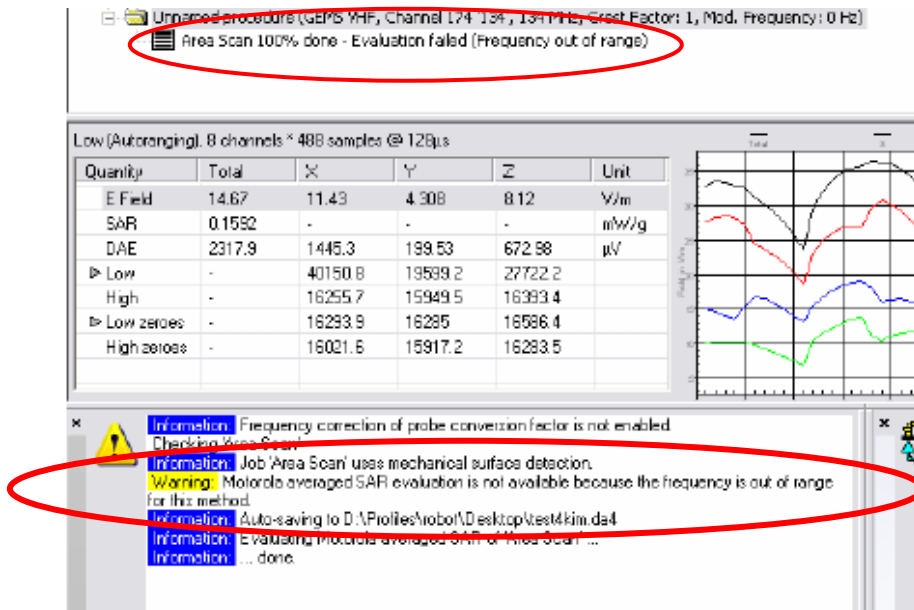 Unnamed procedure (GEMS VHF, Channel 174 '134', 134 MHz, Crest Factor: 1, Mod. Frequency: 0 Hz)
Area Scan 100% done - Evaluation failed (Frequency out of range)
Low (Autoranging), 8 channels * 488 samples @ 128µs
Quantity Total X Y Z Unit
E Field 14.67 11.43 4.308 8.12 V/m
SAR 0.1592 - - - mW/g
DAE 2317.9 1445.3 199.53 672.98 µV
Low - 40150.8 19599.2 27722.2
High - 16255.7 15949.5 16393.4
Low zeroes - 16293.9 16285 16586.4
High zeroes - 16021.6 15917.2 16283.5
Total X
Field in V/m
Information: Frequency correction of probe conversion factor is not enabled.
Checking 'Area Scan'
Information: Job 'Area Scan' uses mechanical surface detection.
Warning: Motorola averaged SAR evaluation is not available because the frequency is out of range
for this method.
Information: Auto-saving to D:\Profiles\robot\Desktop\test4kim.da4
Information: Evaluating Motorola averaged SAR of 'Area Scan' ...
Information: ... done.